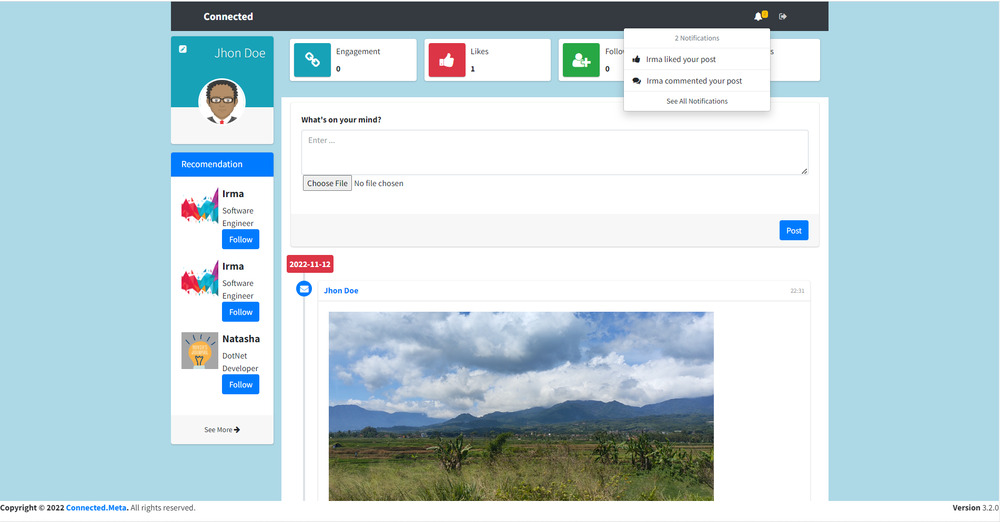 Connected
2
2 Notifications
Irma liked your post
Irma commented your post
See All Notifications
Jhon Doe
Engagement
0
Likes
1
Follo
0
s
Recomendation
Irma
Software
Engineer
Follow
Irma
Software
Engineer
Follow
Natasha
DotNet
Developer
Follow
See More
What's on your mind?
Enter ...
Choose File No file chosen
Post
2022-11-12
Jhon Doe 22:31
Copyright © 2022 Connected.Meta. All rights reserved.
Version 3.2.0